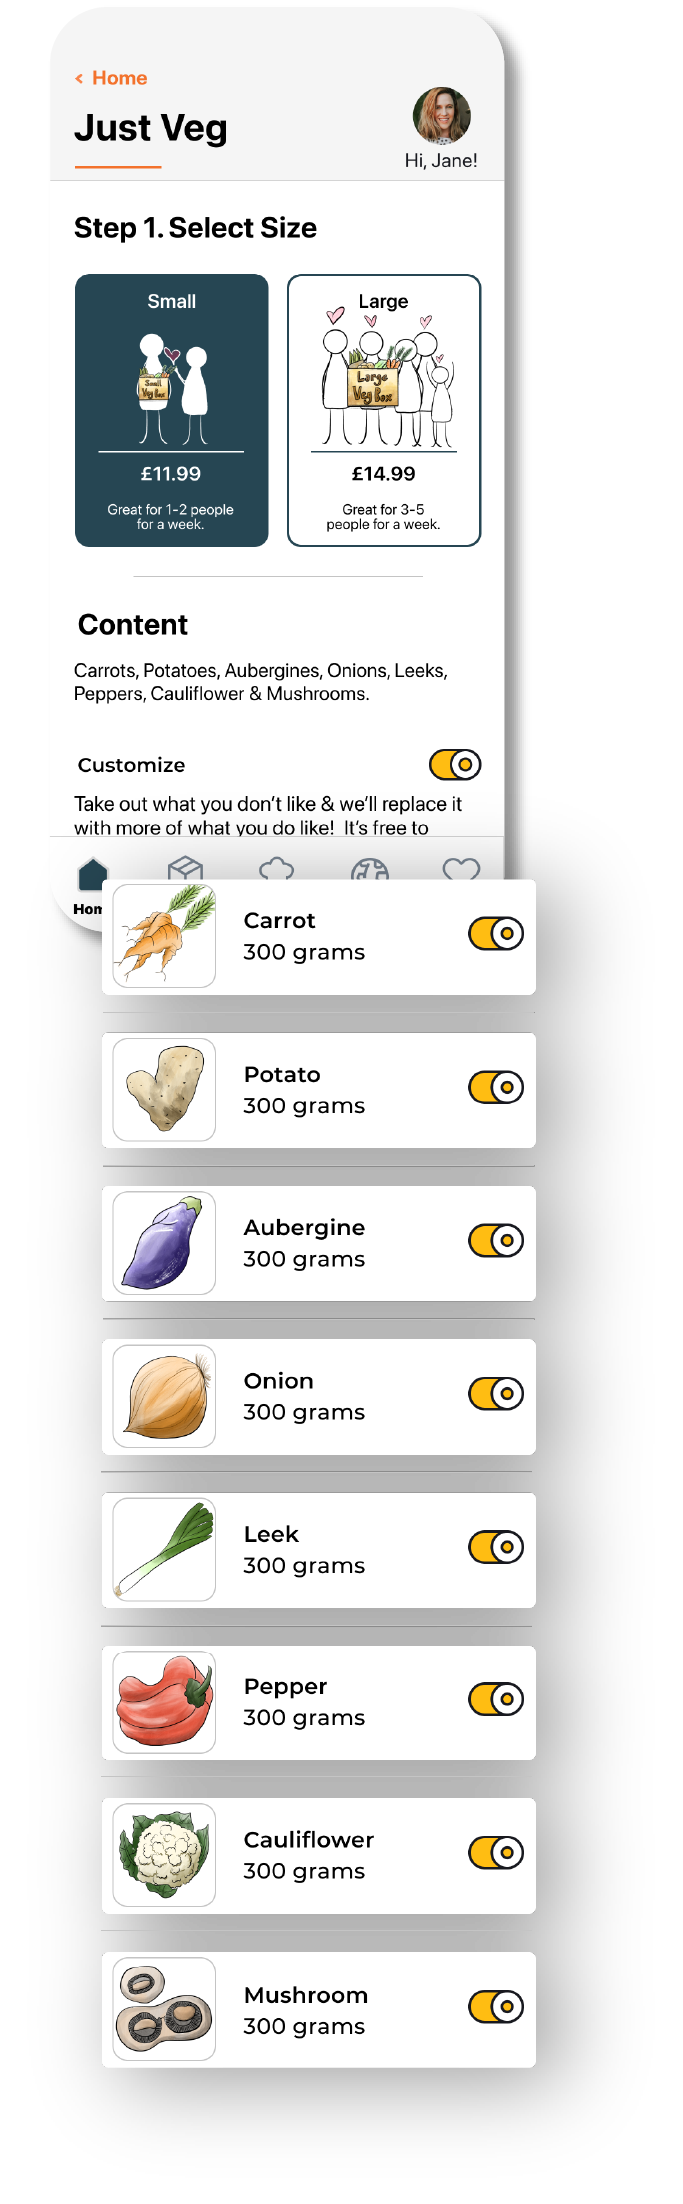 < Home
Just Veg
Hi, Jane!
Step 1. Select Size
Small
Small
Veg Box
£11.99
Great for 1-2 people
for a week.
Large
Large
Veg Box
£14.99
Great for 3-5
people for a week.
Content
Carrots, Potatoes, Aubergines, Onions, Leeks,
Peppers, Cauliflower & Mushrooms.
Customize
Take out what you don't like & we'll replace it
with more of what you do like! It's free to
Hom
Carrot
300 grams
Potato
300 grams
Aubergine
300 grams
Onion
300 grams
Leek
300 grams
Pepper
300 grams
Cauliflower
300 grams
Mushroom
300 grams